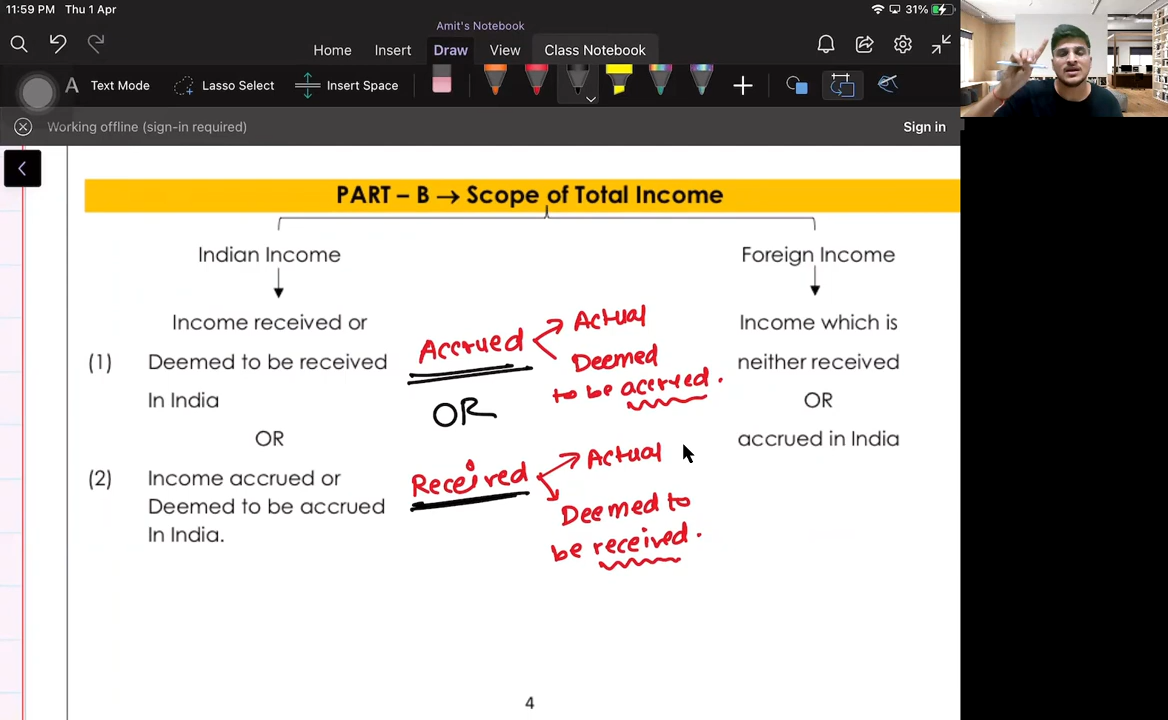 11:59 PM Thu 1 Apr
31%
Amit's Notebook
Home Insert Draw View Class Notebook
A Text Mode Lasso Select Insert Space
Working offline (sign-in required) Sign in
PART – B → Scope of Total Income
Indian Income
Income received or
(1) Deemed to be received
In India
OR
(2) Income accrued or
Deemed to be accrued
In India.
Accrued
Actual
Deemed
to be accrued.
OR
Received
Actual
Deemed to
be received.
Foreign Income
Income which is
neither received
OR
accrued in India
4